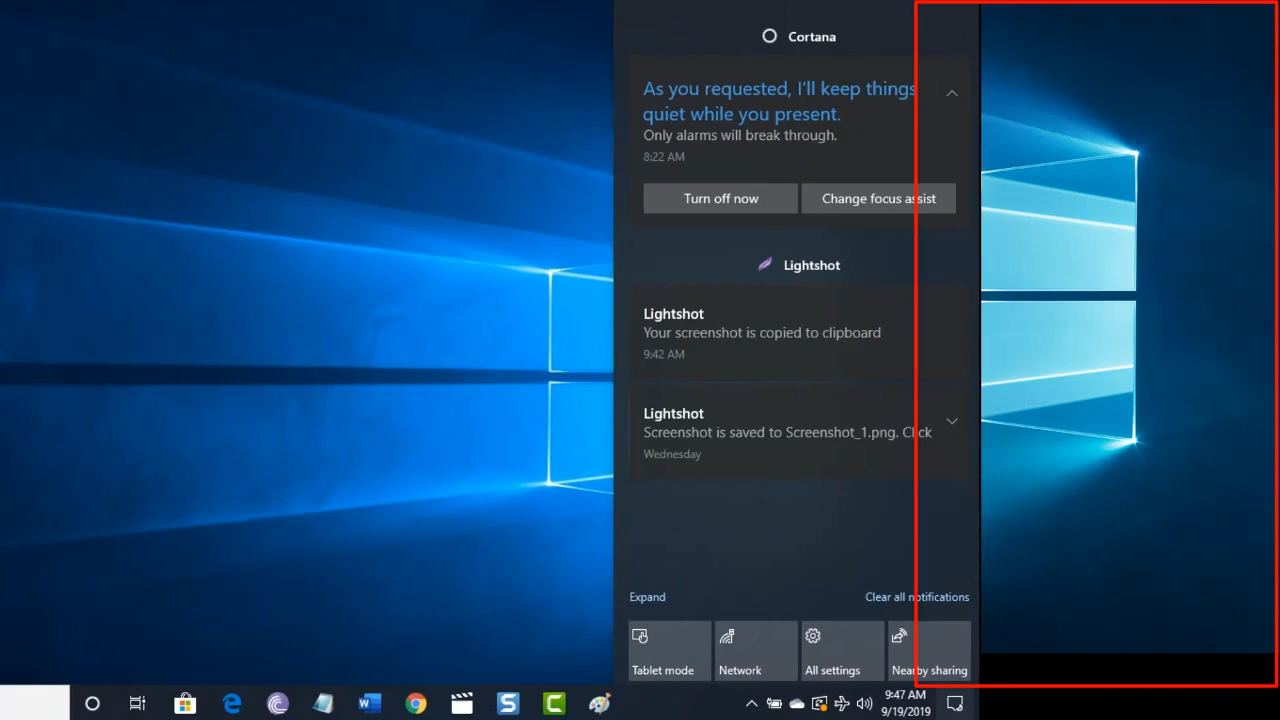 Cortana
As you requested, I'll keep things
quiet while you present.
Only alarms will break through.
8:22 AM
Turn off now
Change focus assist
Lightshot
Lightshot
Your screenshot is copied to clipboard
9:42 AM
Lightshot
Screenshot is saved to Screenshot_1.png. Click
Wednesday
Expand
Clear all notifications
Tablet mode
Network
All settings
Nearby sharing
9:47 AM
9/19/2019